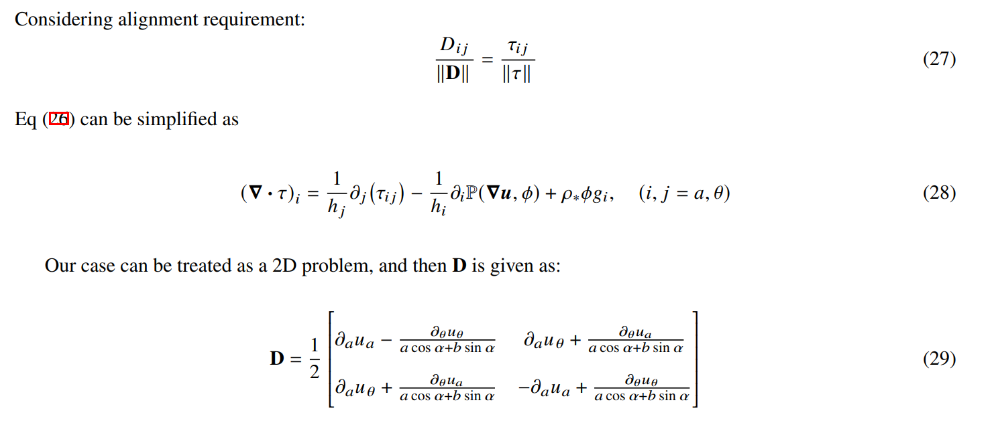 Considering alignment requirement:
\frac{D_{ij}}{\|\mathbf{D}\|} = \frac{\tau_{ij}}{\|\tau\|} (27)
Eq (26) can be simplified as
(\boldsymbol{\nabla} \cdot \tau)_i = \frac{1}{h_j} \partial_j(\tau_{ij}) - \frac{1}{h_i} \partial_i \mathbb{P}(\boldsymbol{\nabla u}, \phi) + \rho_* \phi g_i, \quad (i, j = a, \theta) (28)
Our case can be treated as a 2D problem, and then D is given as:
\mathbf{D} = \frac{1}{2} \begin{bmatrix} \partial_a u_a - \frac{\partial_\theta u_\theta}{a \cos \alpha + b \sin \alpha} & \partial_a u_\theta + \frac{\partial_\theta u_a}{a \cos \alpha + b \sin \alpha} \\ \partial_a u_\theta + \frac{\partial_\theta u_a}{a \cos \alpha + b \sin \alpha} & -\partial_a u_a + \frac{\partial_\theta u_\theta}{a \cos \alpha + b \sin \alpha} \end{bmatrix} (29)